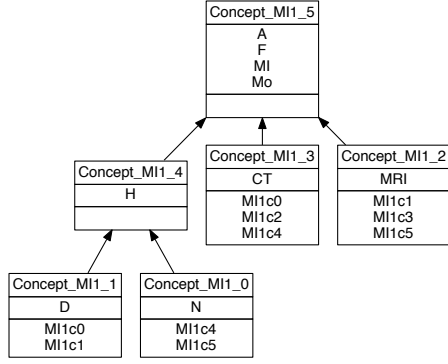 Concept_MI1_5
A
F
MI
Mo
Concept_MI1_4
H
Concept_MI1_3
CT
MI1c0
MI1c2
MI1c4
Concept_MI1_2
MRI
MI1c1
MI1c3
MI1c5
Concept_MI1_1
D
MI1c0
MI1c1
Concept_MI1_0
N
MI1c4
MI1c5